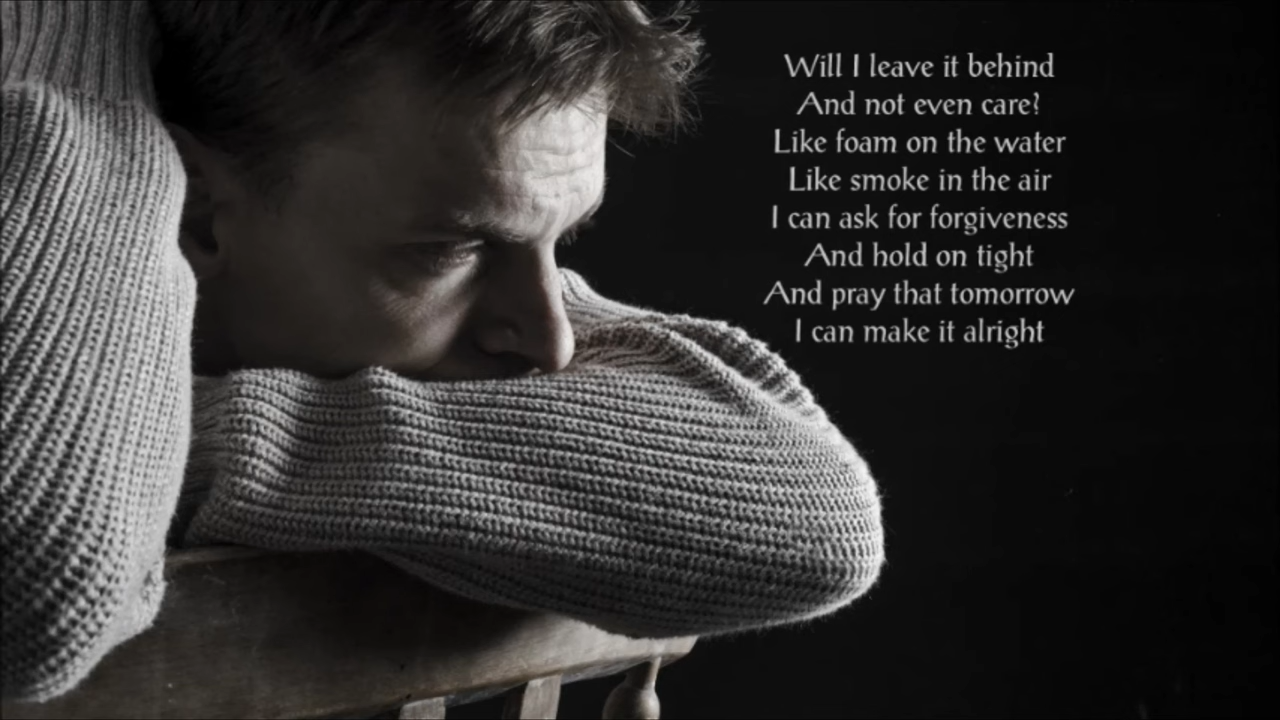 Will I leave it behind
And not even care?
Like foam on the water
Like smoke in the air
I can ask for forgiveness
And hold on tight
And pray that tomorrow
I can make it alright